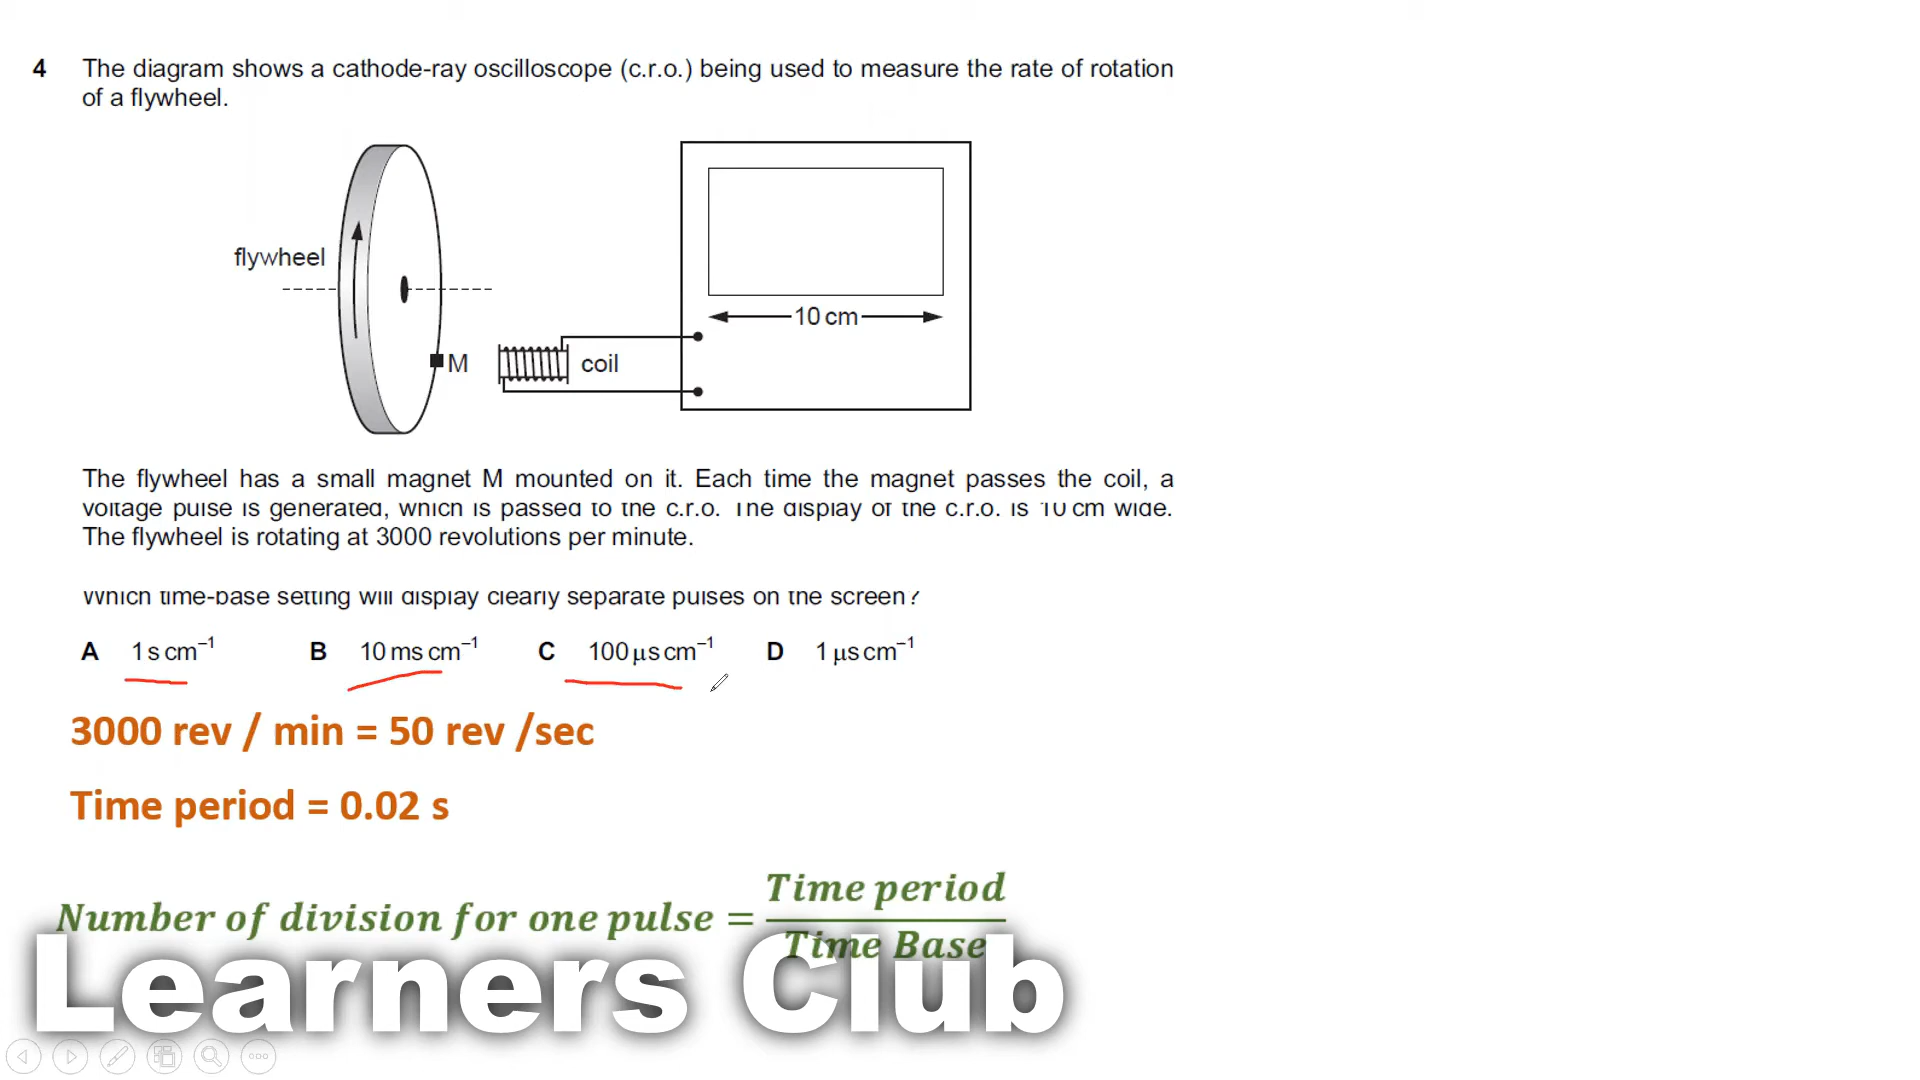 4 The diagram shows a cathode-ray oscilloscope (c.r.o.) being used to measure the rate of rotation
of a flywheel.
flywheel
10 cm
M
coil
The flywheel has a small magnet M mounted on it. Each time the magnet passes the coil, a
voltage pulse is generated, which is passed to the c.r.o. The display of the c.r.o. is 10 cm wide.
The flywheel is rotating at 3000 revolutions per minute.
Which time-base setting will display clearly separate pulses on the screen?
A 1 s cm⁻¹ B 10 ms cm⁻¹ C 100 μs cm⁻¹ D 1 μs cm⁻¹
3000 rev / min = 50 rev /sec
Time period = 0.02 s
Number of division for one pulse = Time period
Time Base
Learners Club